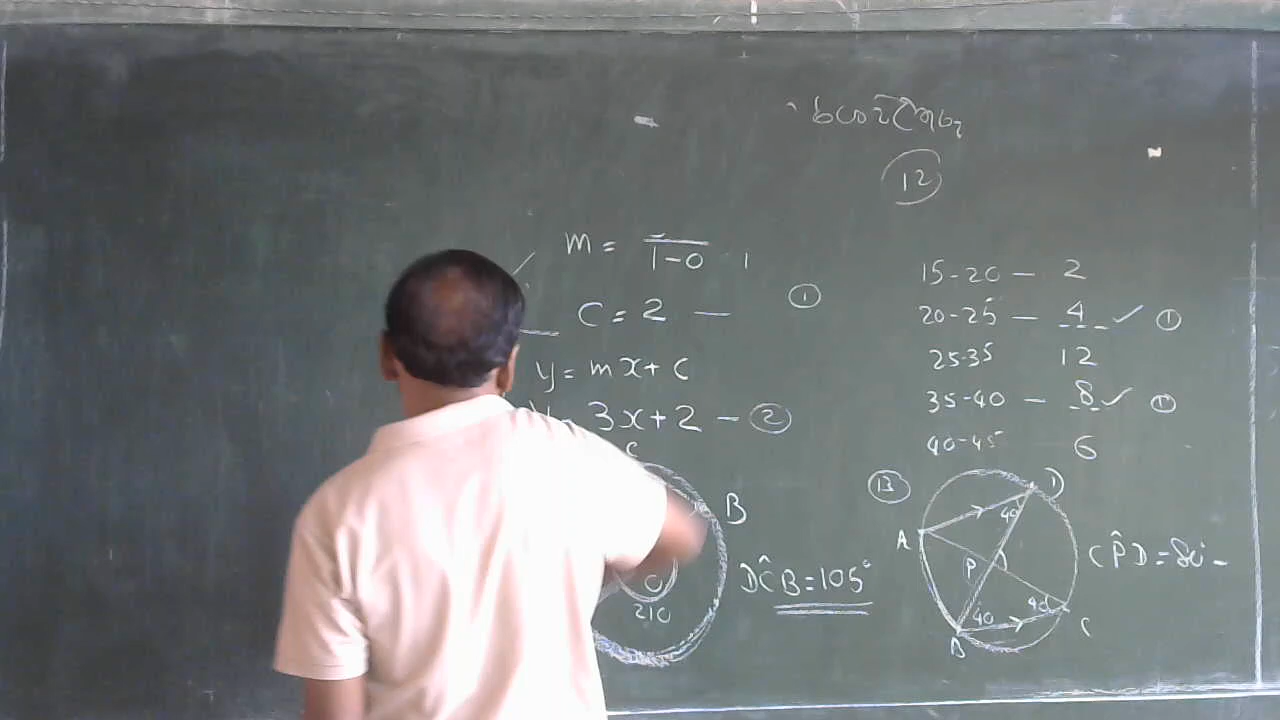 12
m = 1-0 1
C = 2 — ①
y = mx + c
3x + 2 - ②
C
B
O
210
DĈB = 105°
15-20 — 2
20-25 — 4 ✓ ①
25-35 12
35-40 — 8 ✓ ①
40-45 6
13
D
40
A
P
CP̂D = 80° -
40
40
B
C